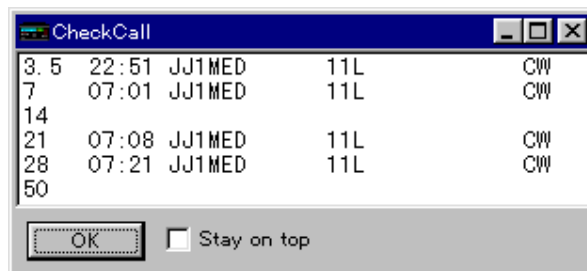 CheckCall
3.5 22:51 JJ1MED 11L CW
7 07:01 JJ1MED 11L CW
14
21 07:08 JJ1MED 11L CW
28 07:21 JJ1MED 11L CW
50
OK Stay on top